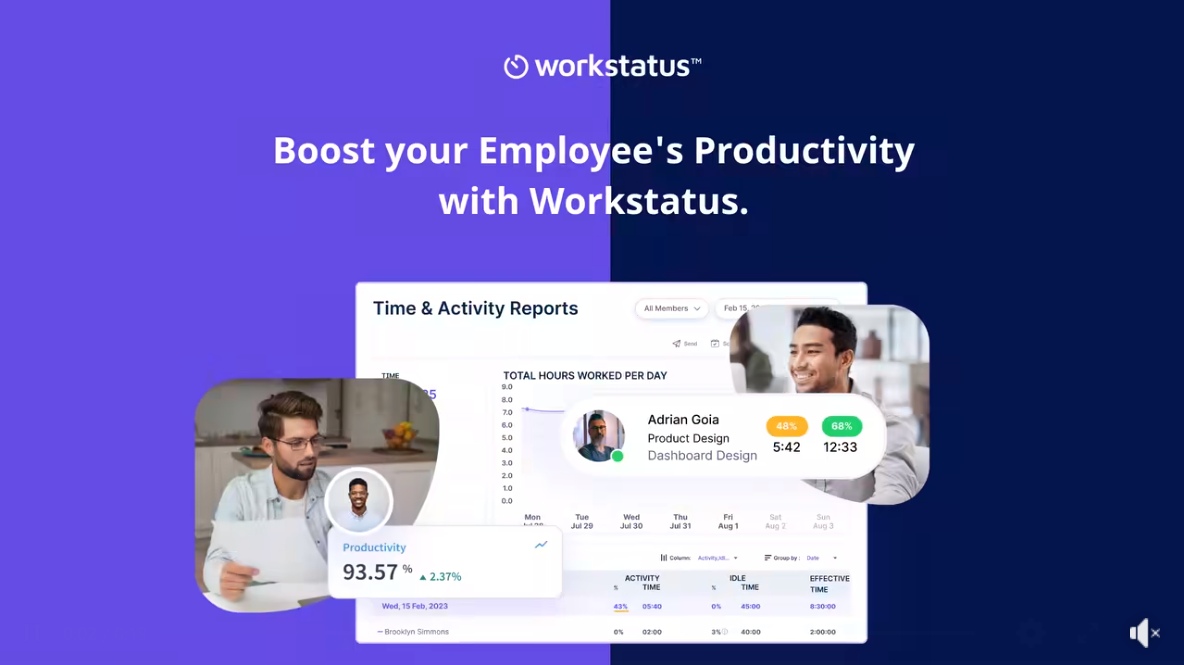 workstatus™
Boost your Employee's Productivity
with Workstatus.
Time & Activity Reports
All Members
Feb 15,
Send
TIME
TOTAL HOURS WORKED PER DAY
9.0
8.0
7.0
6.0
5.0
4.0
3.0
2.0
1.0
0.0
Adrian Goia
Product Design
Dashboard Design
48%
5:42
68%
12:33
Mon Tue Wed Thu Fri Sat Sun
Jul 29 Jul 30 Jul 31 Aug 1 Aug 2 Aug 3
Productivity
93.57 % ▲ 2.37%
Column: Group by : Date
ACTIVITY IDLE EFFECTIVE
% TIME % TIME TIME
Wed, 15 Feb, 2023 43% 05:40 0% 45:00 8:30:00
— Brooklyn Simmons 0% 02:00 3% 40:00 2:00:00